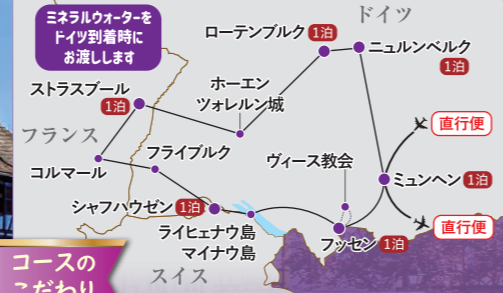 ミネラルウォーターを
ドイツ到着時に
お渡しします
ドイツ
ローテンブルク 1泊
ニュルンベルク
1泊
ストラスブール
1泊
ホーエン
ツォレルルン城
フランス
コルマール
フライブルク
ヴィース教会
直行便
ミュンヘン 1泊
シャフハウゼン 1泊
ライヒェナウ島
マイナウ島
フッセン 1泊
直行便
スイス
コースの
こだわり